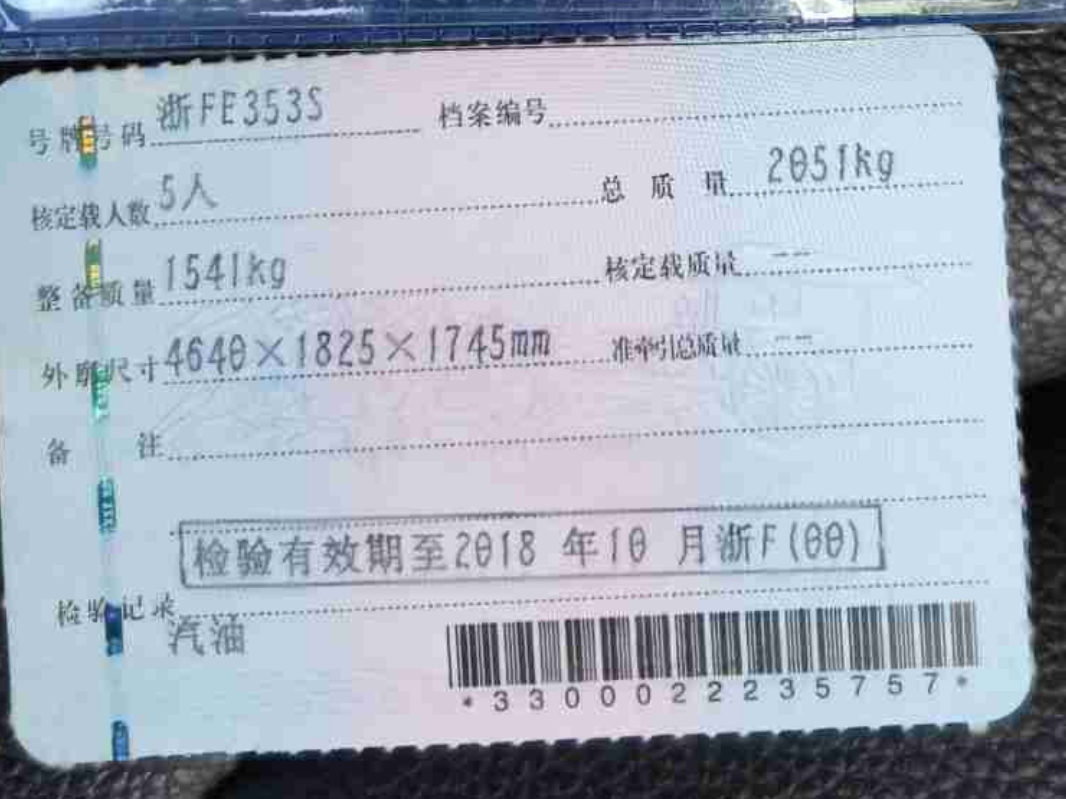 号牌号码 浙FE353S 档案编号
核定载人数 5人 总质量 2051kg
整备质量 1541kg 核定载质量 --
外廓尺寸 4640×1825×1745mm 准牵引总质量 --
备注
检验有效期至2018 年10 月浙F(00)
检验记录
汽油
*3300022235757*